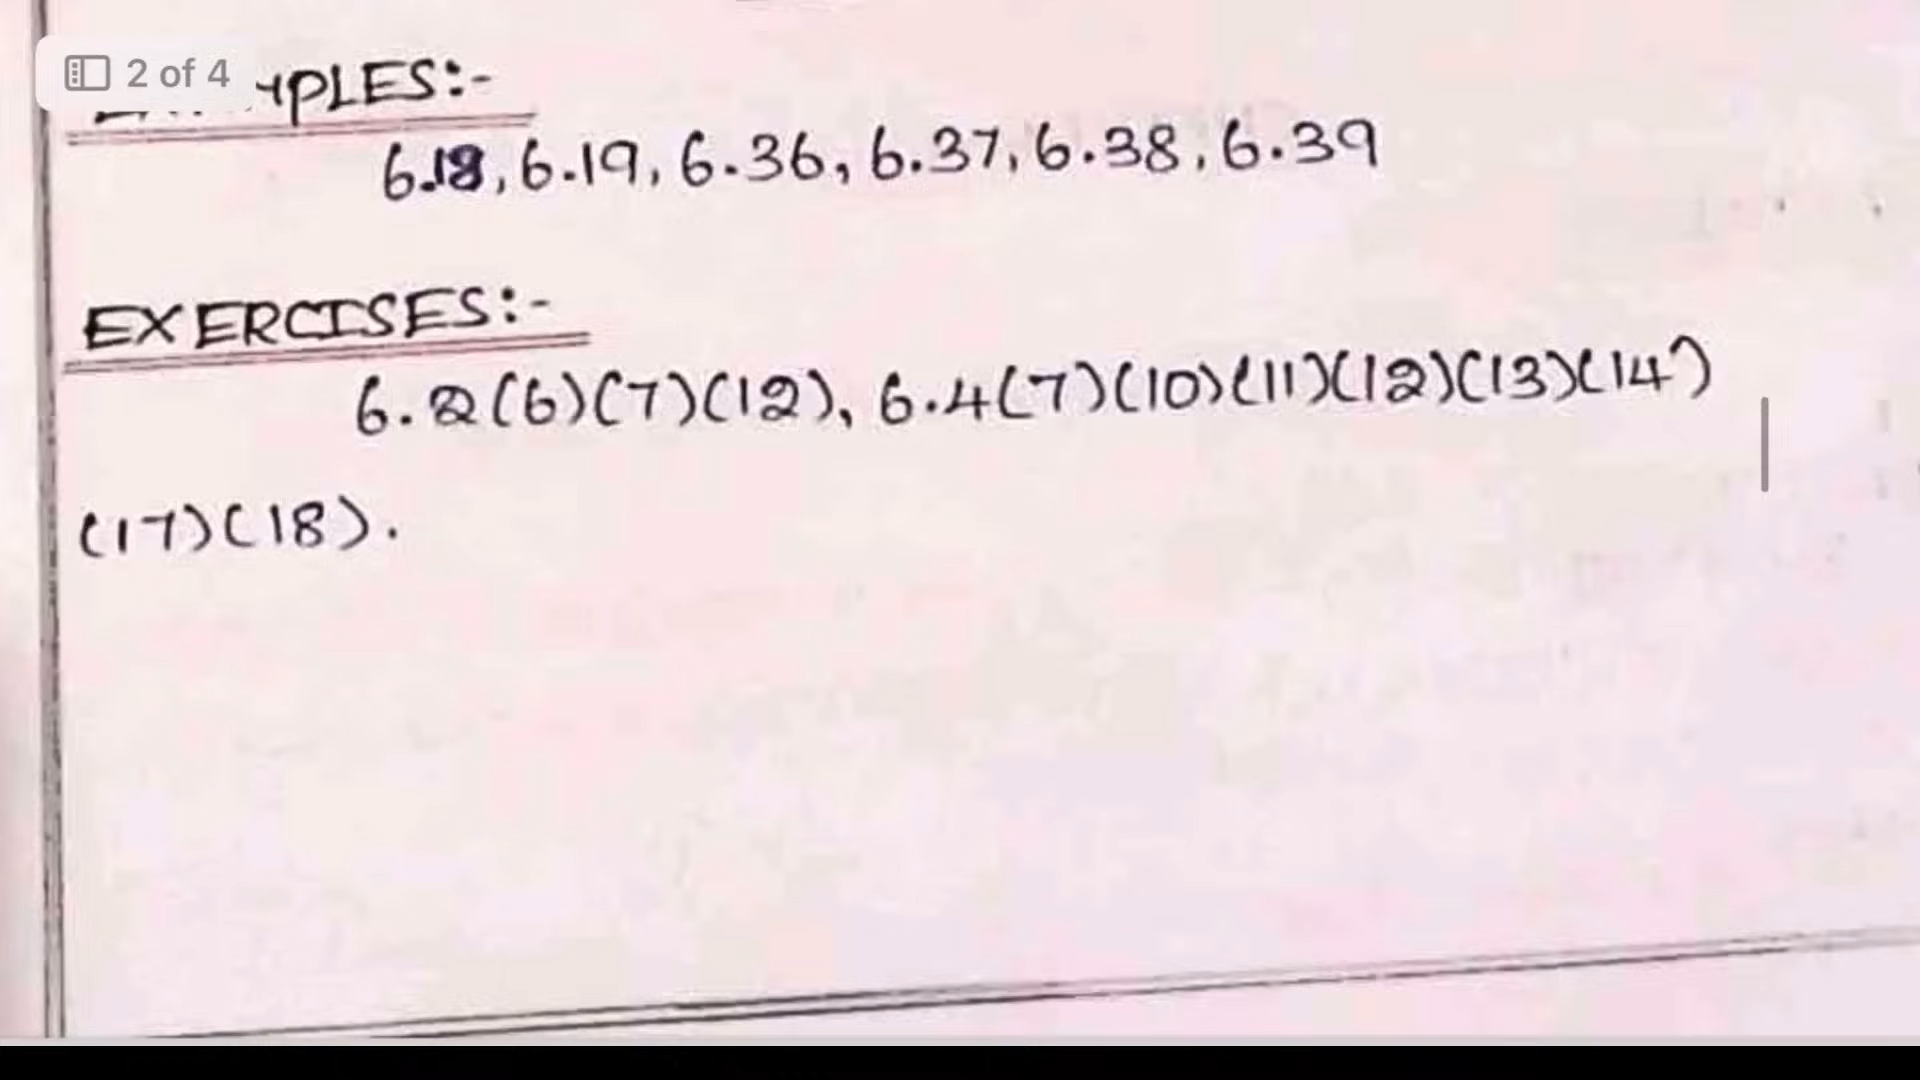 2 of 4
MPLES:-
6.18, 6.19, 6.36, 6.37, 6.38, 6.39
EXERCISES:-
6.2(6)(7)(12), 6.4(7)(10)(11)(12)(13)(14)
(17)(18).